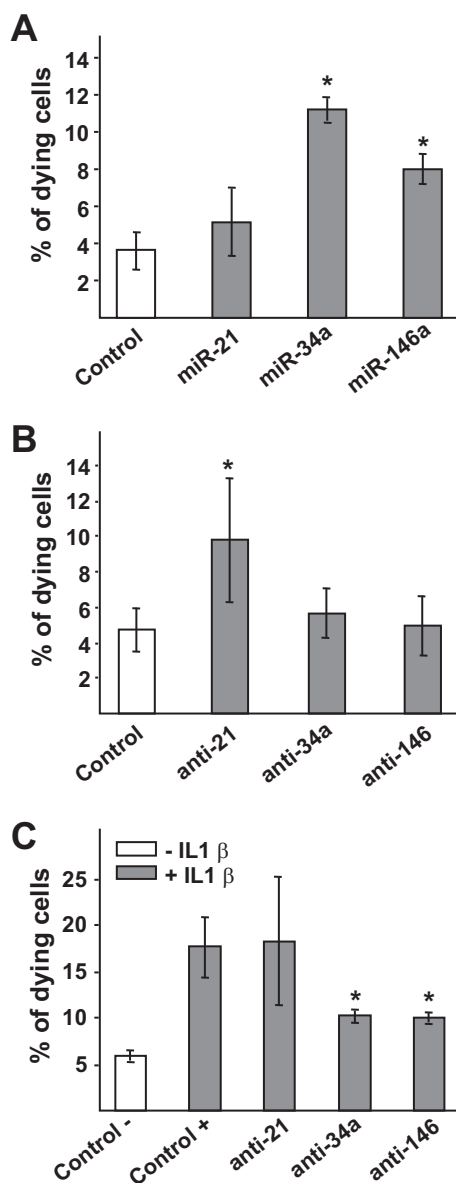 A
% of dying cells
14
12
10
8
6
4
2
*
*
Control
miR-21
miR-34a
miR-146a
B
% of dying cells
14
12
10
8
6
4
2
*
Control
anti-21
anti-34a
anti-146
C
- IL1 β
+ IL1 β
% of dying cells
25
20
15
10
5
*
*
Control -
Control +
anti-21
anti-34a
anti-146